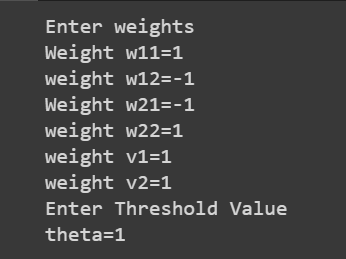 Enter weights
Weight w11=1
weight w12=-1
Weight w21=-1
weight w22=1
weight v1=1
weight v2=1
Enter Threshold Value
theta=1